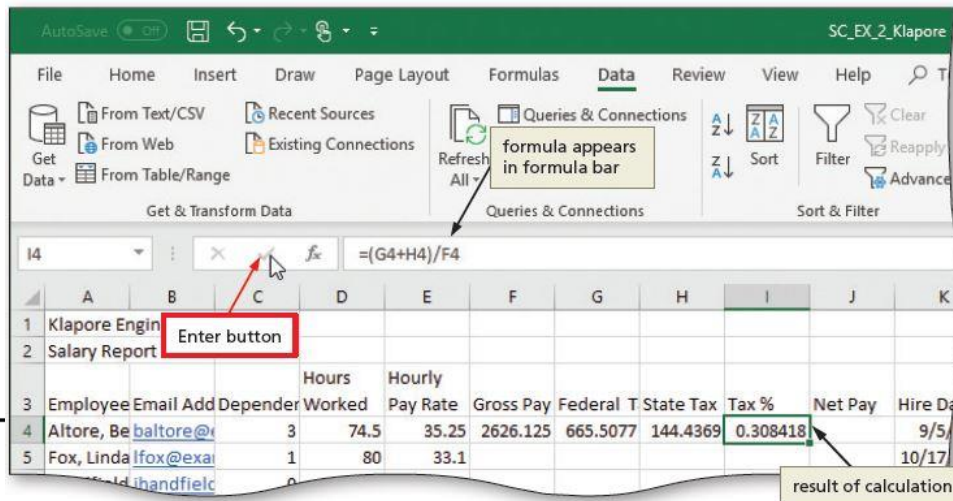 AutoSave Off SC_EX_2_Klapore
File Home Insert Draw Page Layout Formulas Data Review View Help
Get Data
From Text/CSV
From Web
From Table/Range
Recent Sources
Existing Connections
Get & Transform Data
Refresh All
Queries & Connections
Queries & Connections
formula appears
in formula bar
Sort
Filter
Clear
Reapply
Advance
Sort & Filter
I4 fx =(G4+H4)/F4
A B C D E F G H I J K
1 Klapore Engin
Enter button
2 Salary Report
Hours Hourly
3 Employee Email Add Depender Worked Pay Rate Gross Pay Federal T State Tax Tax % Net Pay Hire Da
4 Altore, Be baltore@e 3 74.5 35.25 2626.125 665.5077 144.4369 0.308418 9/5/
5 Fox, Linda lfox@exa 1 80 33.1 10/17/
jhandfield
result of calculation